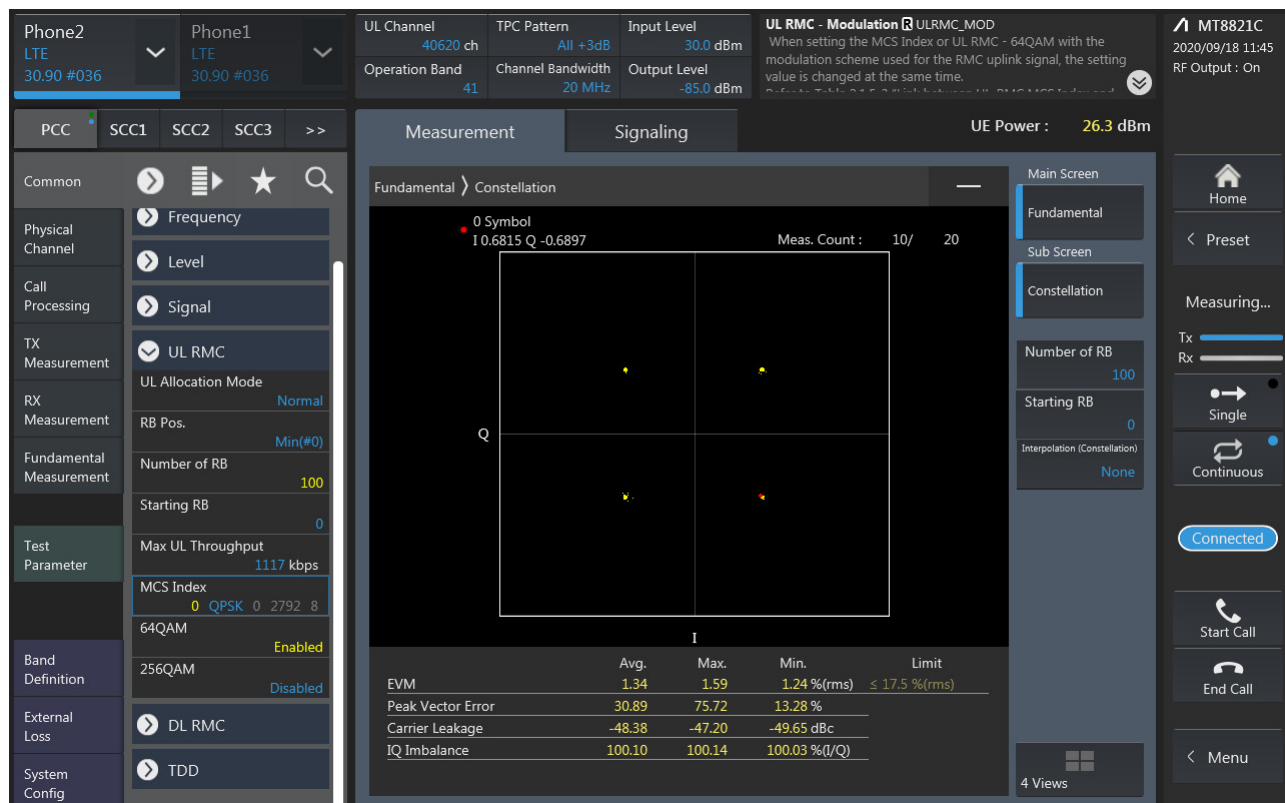 Phone2
LTE
30.90 #036
Phone1
LTE
30.90 #036
UL Channel
40620 ch
TPC Pattern
All +3dB
Input Level
30.0 dBm
Operation Band
41
Channel Bandwidth
20 MHz
Output Level
-85.0 dBm
UL RMC - Modulation R ULRMC_MOD
When setting the MCS Index or UL RMC - 64QAM with the
modulation scheme used for the RMC uplink signal, the setting
value is changed at the same time.
MT8821C
2020/09/18 11:45
RF Output : On
PCC SCC1 SCC2 SCC3 >>
Measurement
Signaling
UE Power : 26.3 dBm
Common
Physical
Channel
Call
Processing
TX
Measurement
RX
Measurement
Fundamental
Measurement
Test
Parameter
Band
Definition
External
Loss
System
Config
Frequency
Level
Signal
UL RMC
UL Allocation Mode
Normal
RB Pos.
Min(#0)
Number of RB
100
Starting RB
0
Max UL Throughput
1117 kbps
MCS Index
0 QPSK 0 2792 8
64QAM
Enabled
256QAM
Disabled
DL RMC
TDD
Fundamental 〉 Constellation
0 Symbol
I 0.6815 Q -0.6897
Meas. Count : 10/ 20
Q
I
Avg. Max. Min. Limit
EVM 1.34 1.59 1.24 %(rms) ≤ 17.5 %(rms)
Peak Vector Error 30.89 75.72 13.28 %
Carrier Leakage -48.38 -47.20 -49.65 dBc
IQ Imbalance 100.10 100.14 100.03 %(I/Q)
Main Screen
Fundamental
Sub Screen
Constellation
Number of RB
100
Starting RB
0
Interpolation (Constellation)
None
4 Views
Home
< Preset
Measuring...
Tx
Rx
Single
Continuous
Connected
Start Call
End Call
< Menu